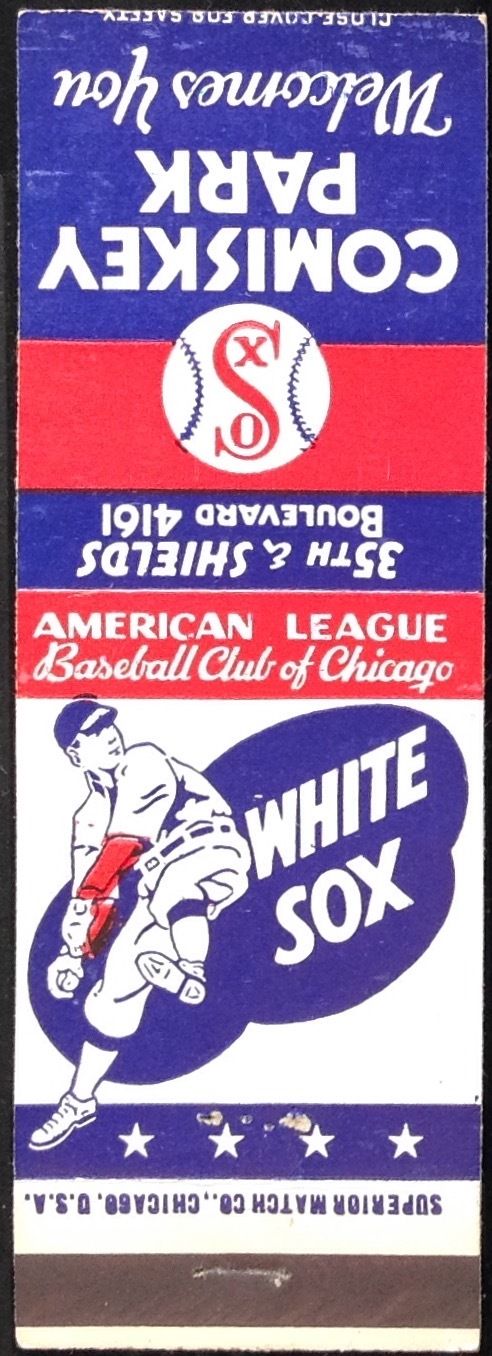 CLOSE COVER FOR SAFETY
Welcomes You
COMISKEY
PARK
SOX
35TH & SHIELDS
BOULEVARD 4161
AMERICAN LEAGUE
Baseball Club of Chicago
WHITE
SOX
SUPERIOR MATCH CO., CHICAGO, U.S.A.